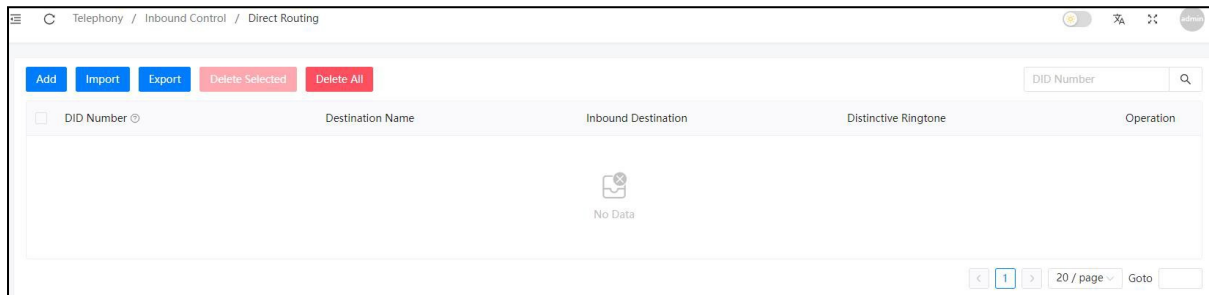 Telephony / Inbound Control / Direct Routing
admin
Add Import Export Delete Selected Delete All DID Number
DID Number Destination Name Inbound Destination Distinctive Ringtone Operation
No Data
1 20 / page Goto